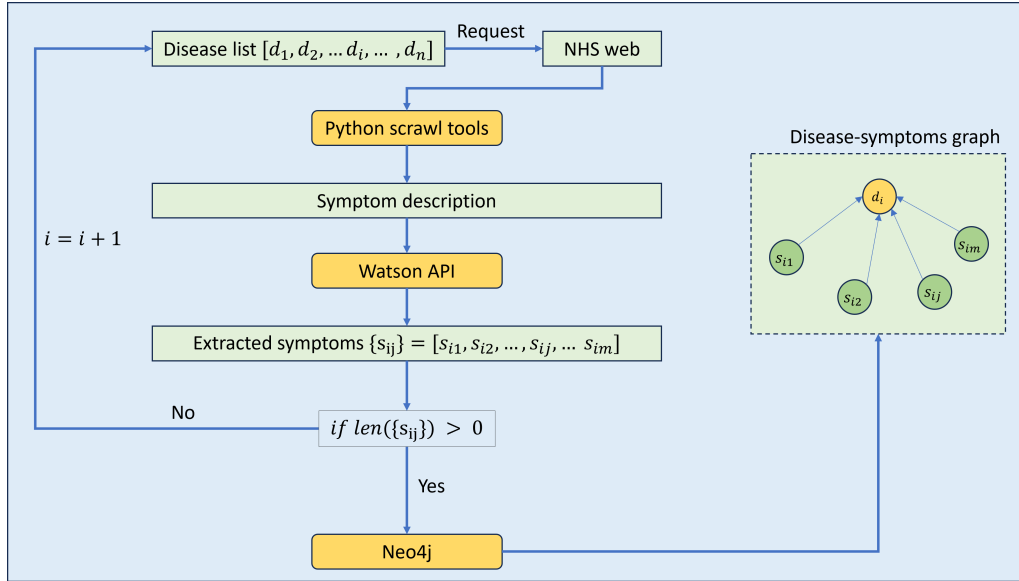 Disease list [d₁, d₂, … dᵢ, … , dₙ]
Request
NHS web
Python scrawl tools
Disease-symptoms graph
Symptom description
dᵢ
i = i + 1
sᵢ₁
sᵢ₂
sᵢⱼ
sᵢₘ
Watson API
Extracted symptoms {sᵢⱼ} = [sᵢ₁, sᵢ₂, … , sᵢⱼ, … sᵢₘ]
No
if len({sᵢⱼ}) > 0
Yes
Neo4j